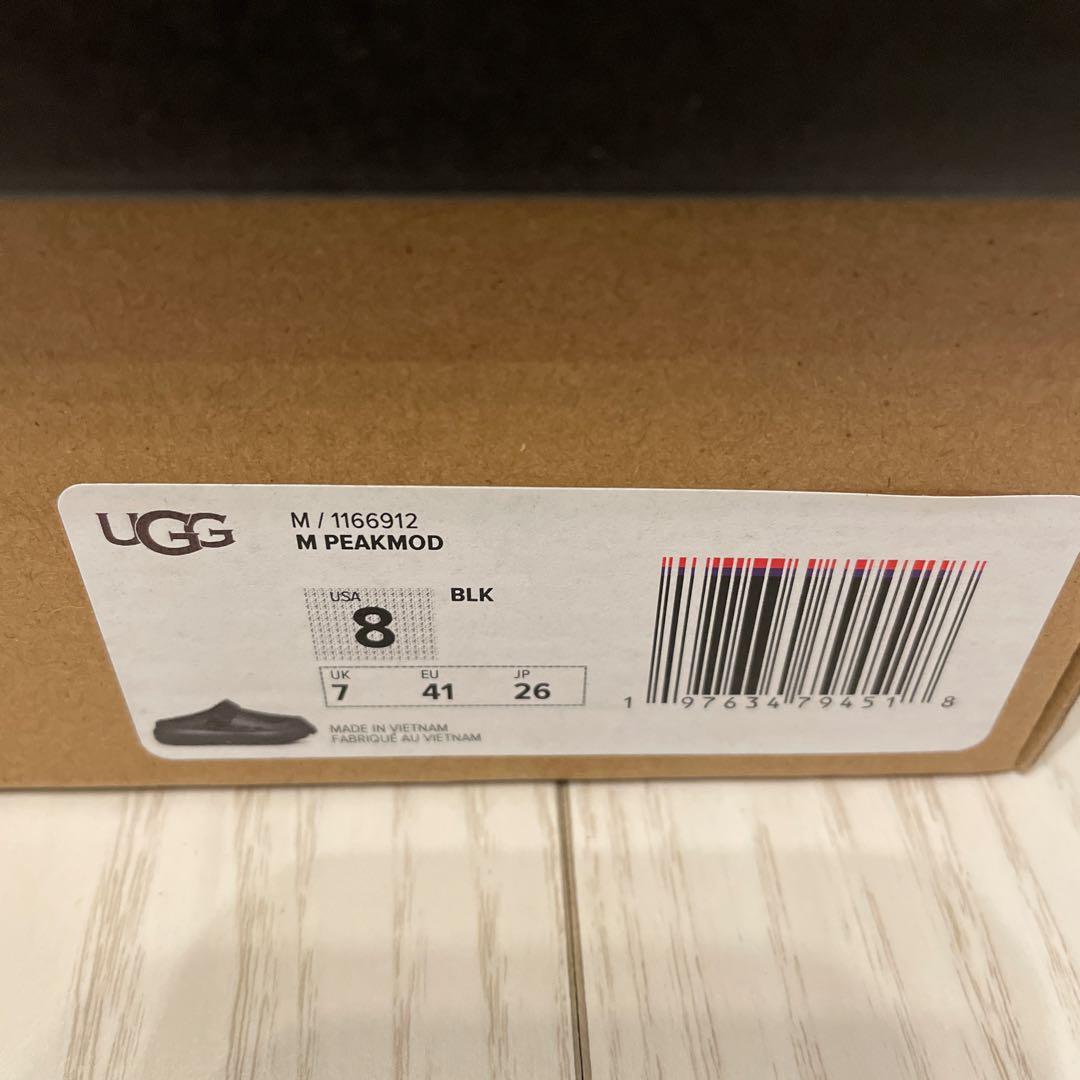 UGG
M / 1166912
M PEAKMOD
USA
8
BLK
UK EU JP
7 41 26
MADE IN VIETNAM
FABRIQUÉ AU VIETNAM
1 97634 79451 8